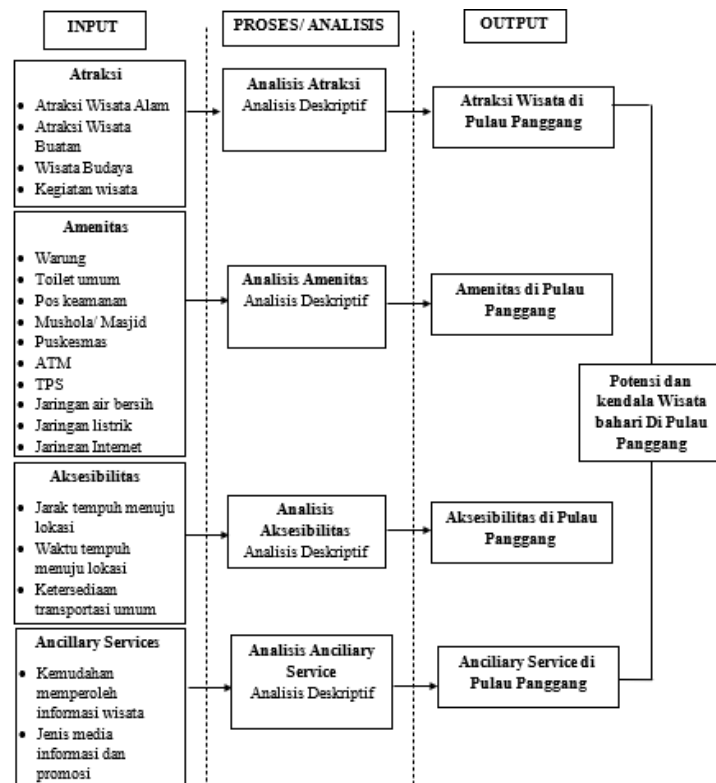 INPUT
PROSES/ ANALISIS
OUTPUT
Atraksi
• Atraksi Wisata Alam
• Atraksi Wisata
Buatan
• Wisata Budaya
• Kegiatan wisata
Analisis Atraksi
Analisis Deskriptif
Atraksi Wisata di
Pulau Panggang
Amenitas
• Warung
• Toilet umum
• Pos keamanan
• Mushola/ Masjid
• Puskesmas
• ATM
• TPS
• Jaringan air bersih
• Jaringan listrik
• Jaringan Internet
Analisis Amenitas
Analisis Deskriptif
Amenitas di Pulau
Panggang
Potensi dan
kendala Wisata
bahari Di Pulau
Panggang
Aksesibilitas
• Jarak tempuh menuju
lokasi
• Waktu tempuh
menuju lokasi
• Ketersediaan
transportasi umum
Analisis
Aksesibilitas
Analisis Deskriptif
Aksesibilitas di Pulau
Panggang
Ancillary Services
• Kemudahan
memperoleh
informasi wisata
• Jenis media
informasi dan
promosi
Analisis Anciliary
Service
Analisis Deskriptif
Anciliary Service di
Pulau Panggang